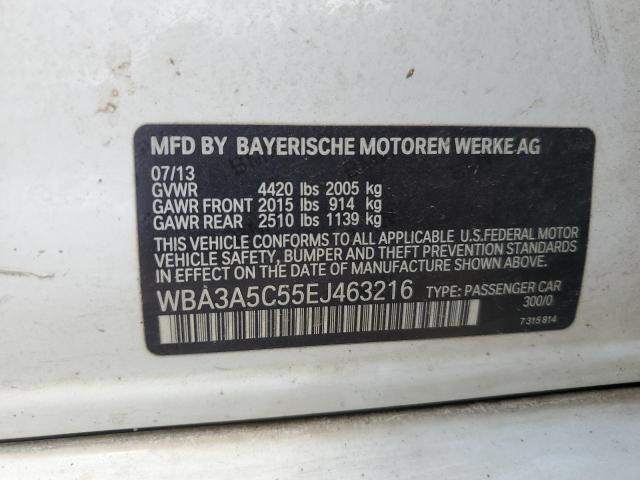 MFD BY BAYERISCHE MOTOREN WERKE AG
07/13
GVWR 4420 lbs 2005 kg
GAWR FRONT 2015 lbs 914 kg
GAWR REAR 2510 lbs 1139 kg
THIS VEHICLE CONFORMS TO ALL APPLICABLE U.S.FEDERAL MOTOR
VEHICLE SAFETY, BUMPER AND THEFT PREVENTION STANDARDS
IN EFFECT ON DATE OF MANUFACTURE SHOWN ABOVE.
WBA3A5C55EJ463216 TYPE: PASSENGER CAR
300/0
7315814